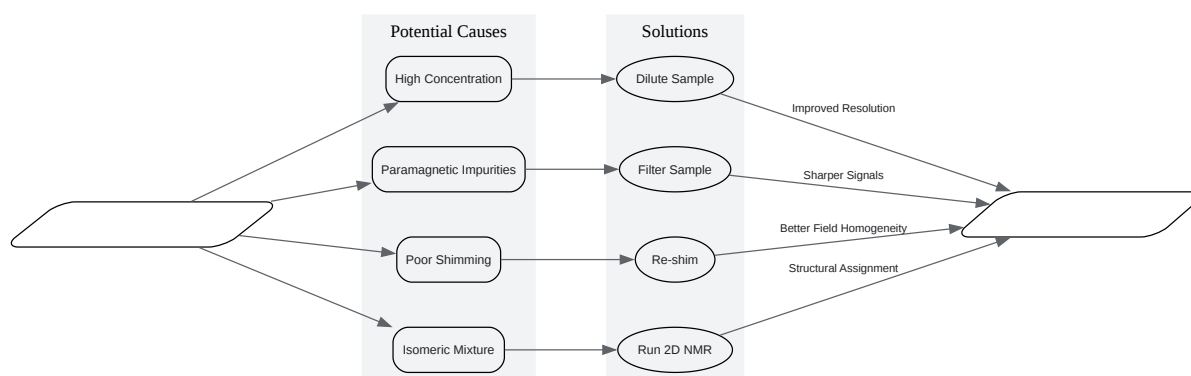 Potential Causes
Solutions
High Concentration
Dilute Sample
Improved Resolution
Paramagnetic Impurities
Filter Sample
Sharper Signals
Better Field Homogeneity
Poor Shimming
Re-shim
Structural Assignment
Isomeric Mixture
Run 2D NMR